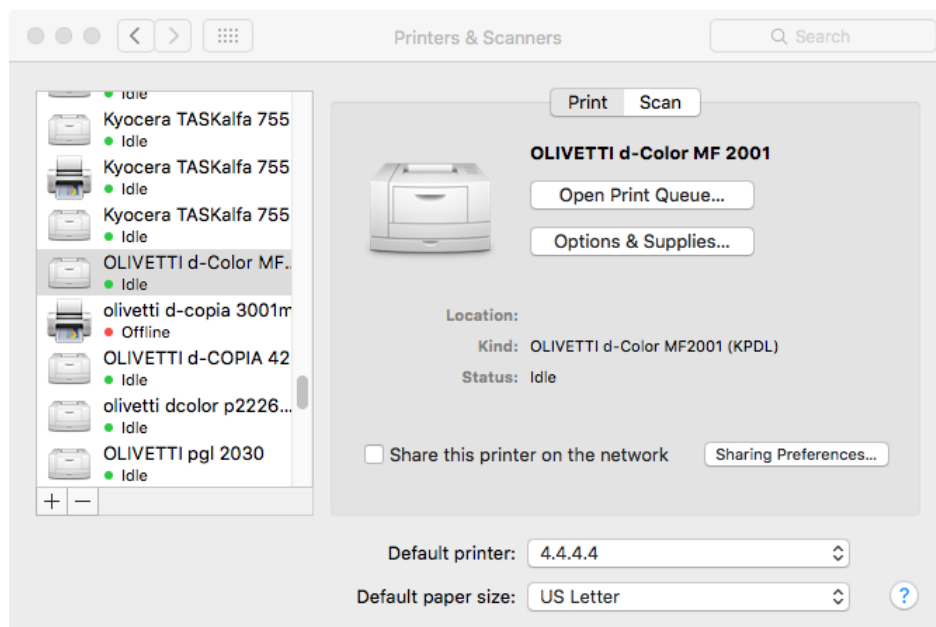 Printers & Scanners
Search
Idle
Kyocera TASKalfa 755
Idle
Kyocera TASKalfa 755
Idle
Kyocera TASKalfa 755
Idle
OLIVETTI d-Color MF...
Idle
olivetti d-copia 3001m
Offline
OLIVETTI d-COPIA 42
Idle
olivetti dcolor p2226...
Idle
OLIVETTI pgl 2030
Idle
Print Scan
OLIVETTI d-Color MF 2001
Open Print Queue...
Options & Supplies...
Location:
Kind: OLIVETTI d-Color MF2001 (KPDL)
Status: Idle
Share this printer on the network Sharing Preferences...
Default printer: 4.4.4.4
Default paper size: US Letter ?